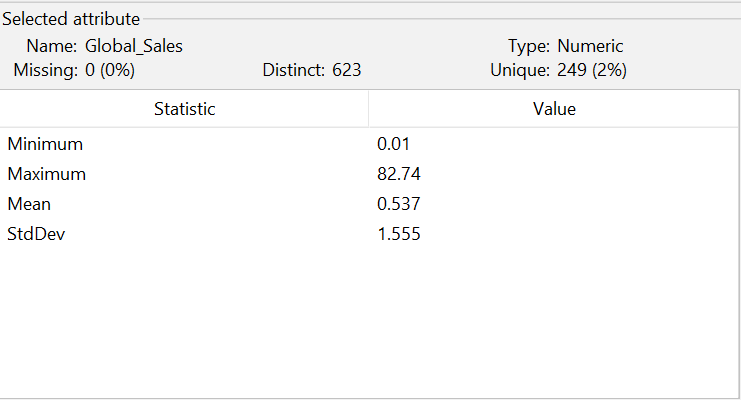 Selected attribute
Name: Global_Sales Type: Numeric
Missing: 0 (0%) Distinct: 623 Unique: 249 (2%)
Statistic Value
Minimum 0.01
Maximum 82.74
Mean 0.537
StdDev 1.555